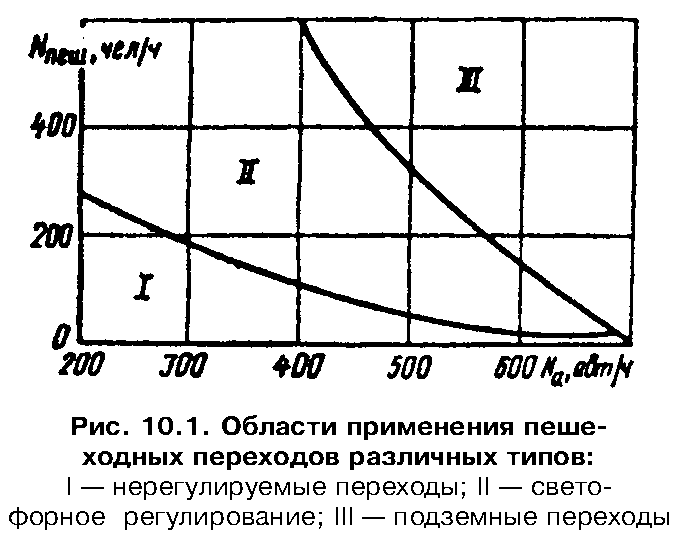 Nпеш, чел/ч
III
400
II
200
I
0
200 300 400 500 600 Nа, авт/ч
Рис. 10.1. Области применения пеше-
ходных переходов различных типов:
I — нерегулируемые переходы; II — свето-
форное регулирование; III — подземные переходы